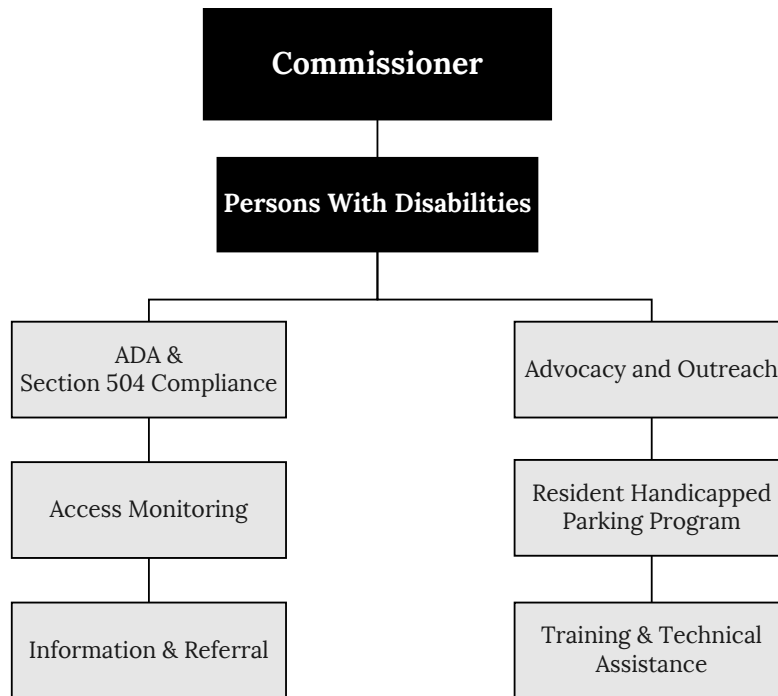 Commissioner
Persons With Disabilities
ADA &
Section 504 Compliance
Advocacy and Outreach
Access Monitoring
Resident Handicapped
Parking Program
Information & Referral
Training & Technical
Assistance